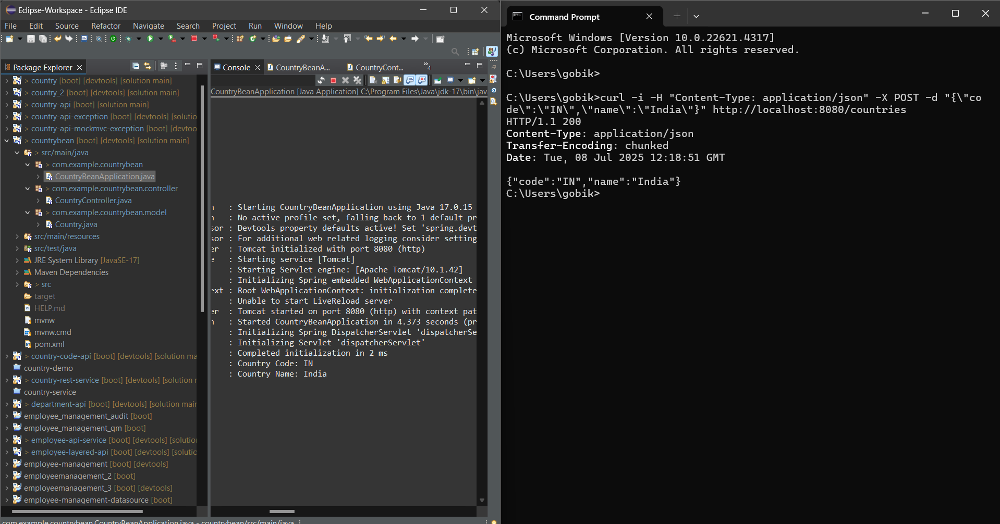 Eclipse-Workspace - Eclipse IDE
File Edit Source Refactor Navigate Search Project Run Window Help
Package Explorer
> country [boot] [devtools] [solution main]
> country_2 [boot] [devtools] [solution main]
> country-api [boot] [solution main]
> country-api-exception [boot] [devtools] [solutio
> country-api-mockmvc-exception [boot] [devtoo
> countrybean [boot] [devtools] [solution main]
> src/main/java
> com.example.countrybean
CountryBeanApplication.java
> com.example.countrybean.controller
CountryController.java
> com.example.countrybean.model
Country.java
src/main/resources
src/test/java
JRE System Library [JavaSE-17]
Maven Dependencies
> src
target
HELP.md
mvnw
mvnw.cmd
pom.xml
> country-code-api [boot] [devtools] [solution ma
country-demo
> country-rest-service [boot] [devtools] [solution r
country-service
> department-api [boot] [devtools] [solution mair
employee_management_audit [boot]
employee_management_qm [boot]
> employee-api-service [boot] [devtools] [solutior
> employee-layered-api [boot] [devtools] [solutic
employee-management [boot] [devtools]
employeemanagement_2 [boot]
employeemanagement_3 [boot] [devtools]
employee-management-datasource [boot]
com.example.countrybean.CountryBeanApplication.java - countrybean/src/main/java
Console CountryBeanA... CountryCont... »4
CountryBeanApplication [Java Application] C:\Program Files\Java\jdk-17\bin\jav
n : Starting CountryBeanApplication using Java 17.0.15
n : No active profile set, falling back to 1 default pr
sor : Devtools property defaults active! Set 'spring.devt
sor : For additional web related logging consider setting
er : Tomcat initialized with port 8080 (http)
e : Starting service [Tomcat]
: Starting Servlet engine: [Apache Tomcat/10.1.42]
: Initializing Spring embedded WebApplicationContext
ext : Root WebApplicationContext: initialization complete
: Unable to start LiveReload server
er : Tomcat started on port 8080 (http) with context pat
n : Started CountryBeanApplication in 4.373 seconds (pr
: Initializing Spring DispatcherServlet 'dispatcherSe
: Initializing Servlet 'dispatcherServlet'
: Completed initialization in 2 ms
: Country Code: IN
: Country Name: India
Command Prompt
Microsoft Windows [Version 10.0.22621.4317]
(c) Microsoft Corporation. All rights reserved.
C:\Users\gobik>
C:\Users\gobik>curl -i -H "Content-Type: application/json" -X POST -d "{\"co
de\":\"IN\",\"name\":\"India\"}" http://localhost:8080/countries
HTTP/1.1 200
Content-Type: application/json
Transfer-Encoding: chunked
Date: Tue, 08 Jul 2025 12:18:51 GMT
{"code":"IN","name":"India"}
C:\Users\gobik>